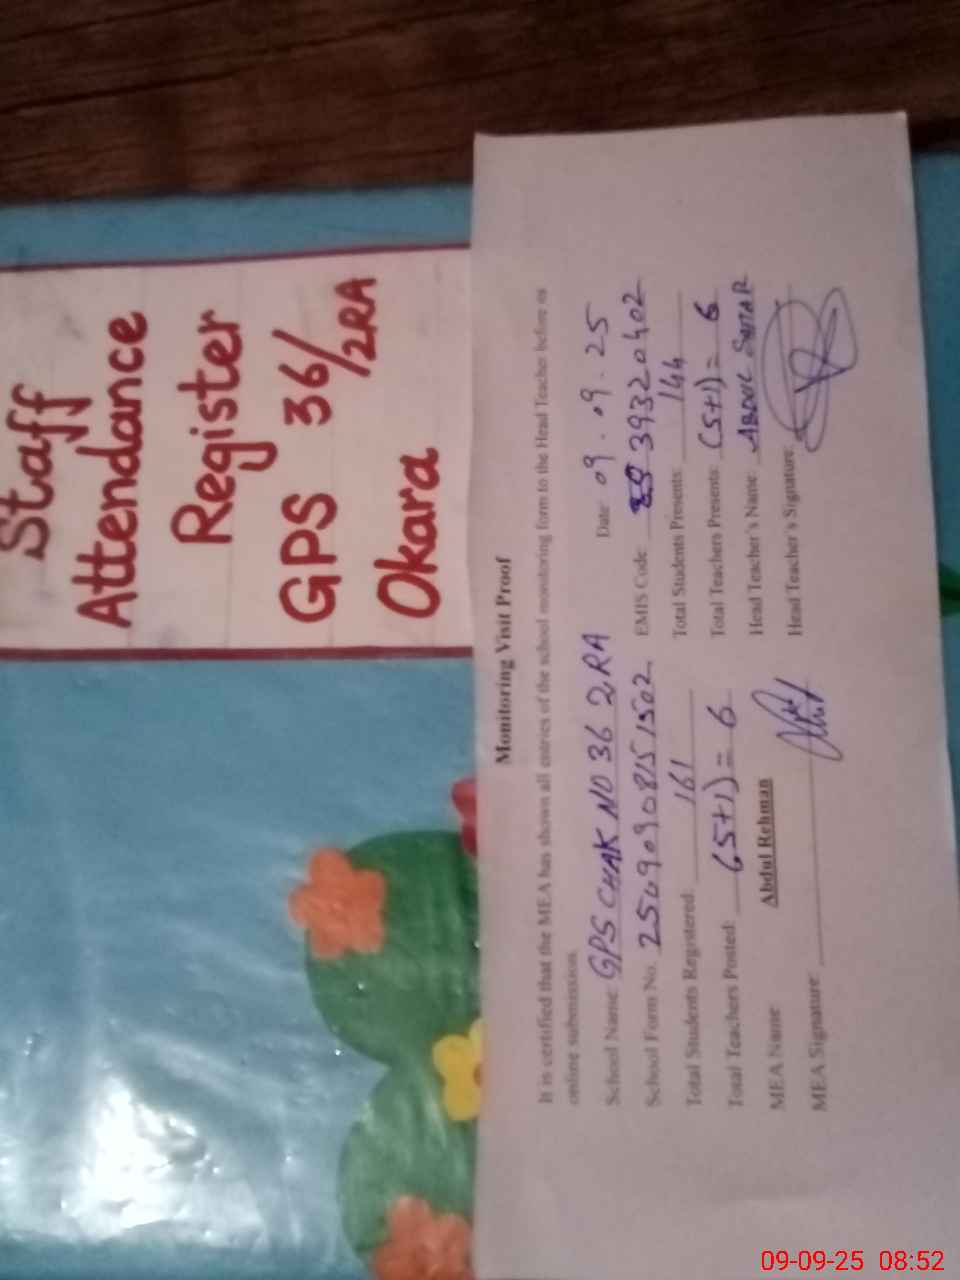 Staff
Attendance
Register
GPS 36/2RA
Okara
Monitoring Visit Proof
It is certified that the MEA has shown all entries of the school monitoring form to the Head Teacher before its
online submission.
School Name: GPS CHAK NO 36 2RA Date: 09.09.25
School Form No. 25090908151502 EMIS Code: 39320402
Total Students Registered: 161 Total Students Presents: 144
Total Teachers Posted: (5+1) = 6 Total Teachers Presents: (5+1) = 6
MEA Name: Abdul Rehman Head Teacher's Name: ABDUL SATTAR
MEA Signature: Head Teacher's Signature:
09-09-25 08:52